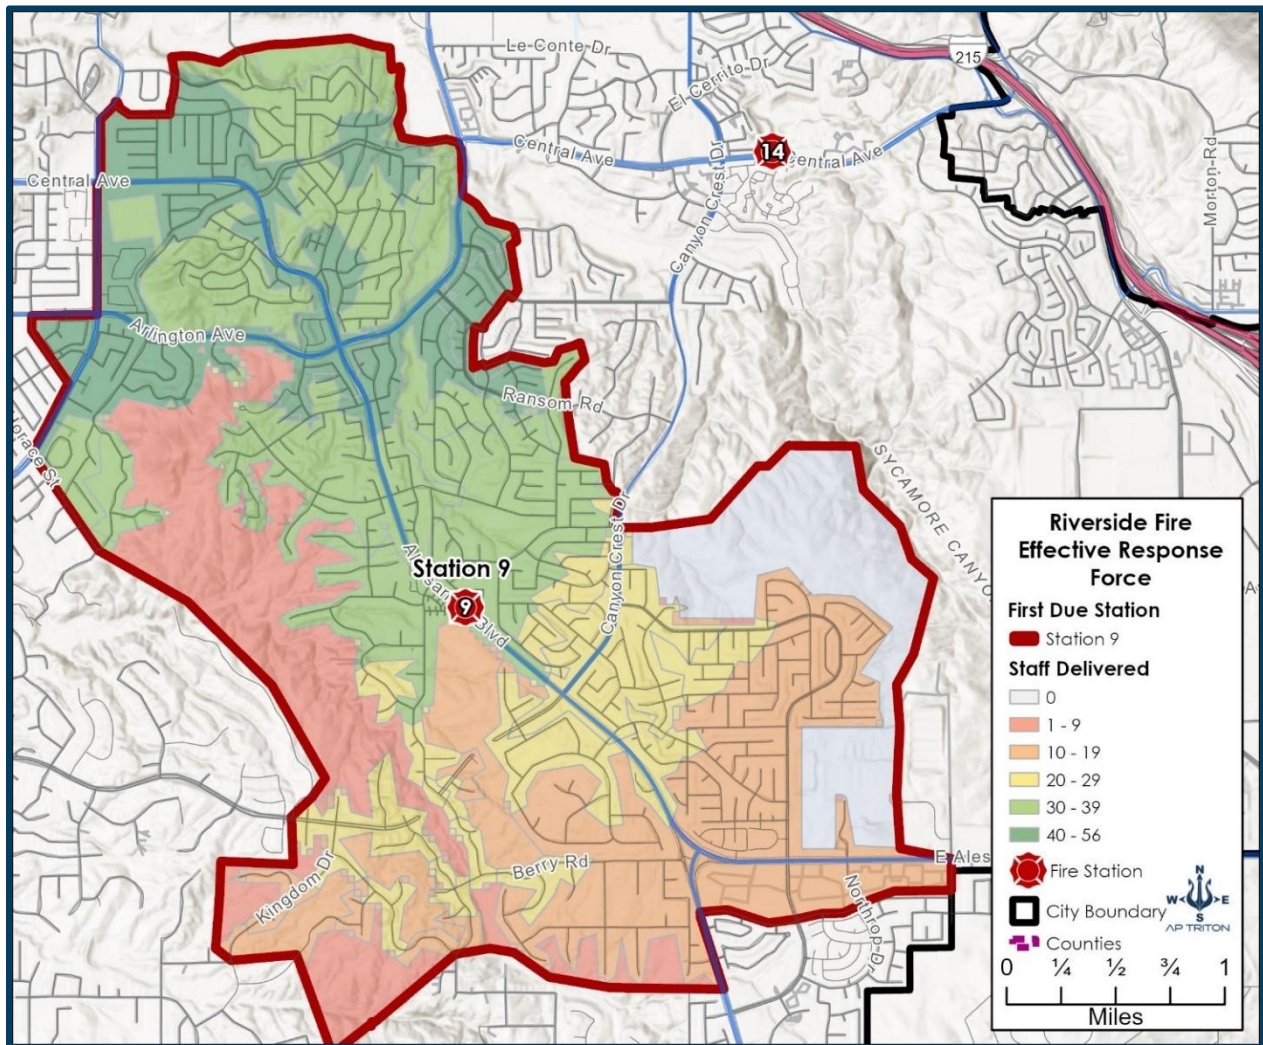 Le Conte Dr
215
El Cerrito Dr
Central Ave
14
Central Ave
Central Ave
Canyon Crest Dr
Morton Rd
Arlington Ave
Ransom Rd
SYCAMORE
Canyon Crest Dr
Station 9
9
Blvd
Berry Rd
Kingdom Dr
E Ales
Northrop Dr
Riverside Fire
Effective Response
Force
First Due Station
Station 9
Staff Delivered
0
1 - 9
10 - 19
20 - 29
30 - 39
40 - 56
Fire Station
City Boundary
Counties
N
W E
S
AP TRITON
0 ¼ ½ ¾ 1
Miles